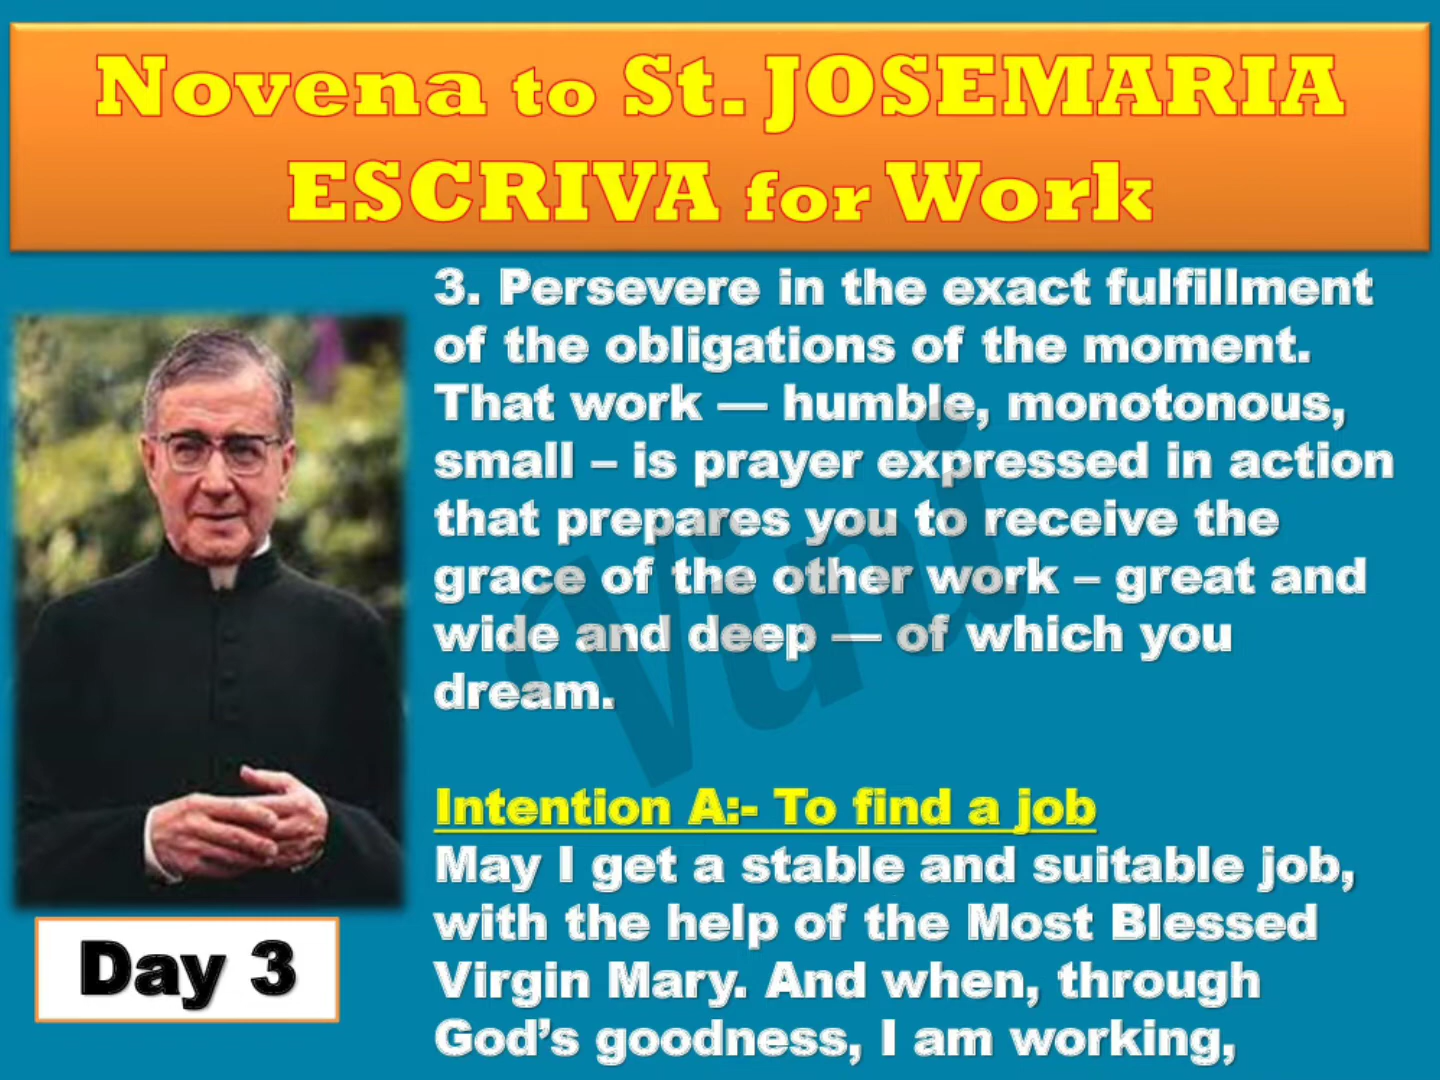 Novena to St. JOSEMARIA
ESCRIVA for Work
3. Persevere in the exact fulfillment
of the obligations of the moment.
That work — humble, monotonous,
small – is prayer expressed in action
that prepares you to receive the
grace of the other work – great and
wide and deep — of which you
dream.
Intention A:- To find a job
May I get a stable and suitable job,
with the help of the Most Blessed
Virgin Mary. And when, through
God’s goodness, I am working,
Day 3
Vini